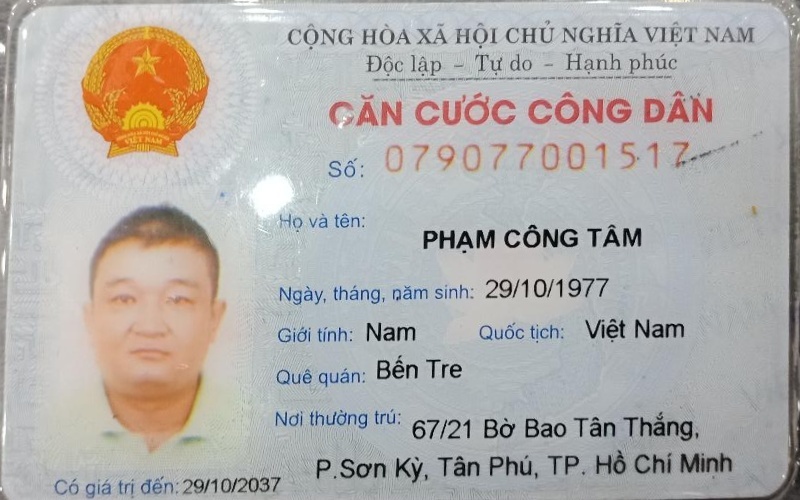 CỘNG HÒA XÃ HỘI CHỦ NGHĨA VIỆT NAM
Độc lập - Tự do - Hạnh phúc
CĂN CƯỚC CÔNG DÂN
Số: 079077001517
Họ và tên:
PHẠM CÔNG TÂM
Ngày, tháng, năm sinh: 29/10/1977
Giới tính: Nam Quốc tịch: Việt Nam
Quê quán: Bến Tre
Nơi thường trú: 67/21 Bờ Bao Tân Thắng,
P.Sơn Kỳ, Tân Phú, TP. Hồ Chí Minh
Có giá trị đến: 29/10/2037
VIỆT NAM